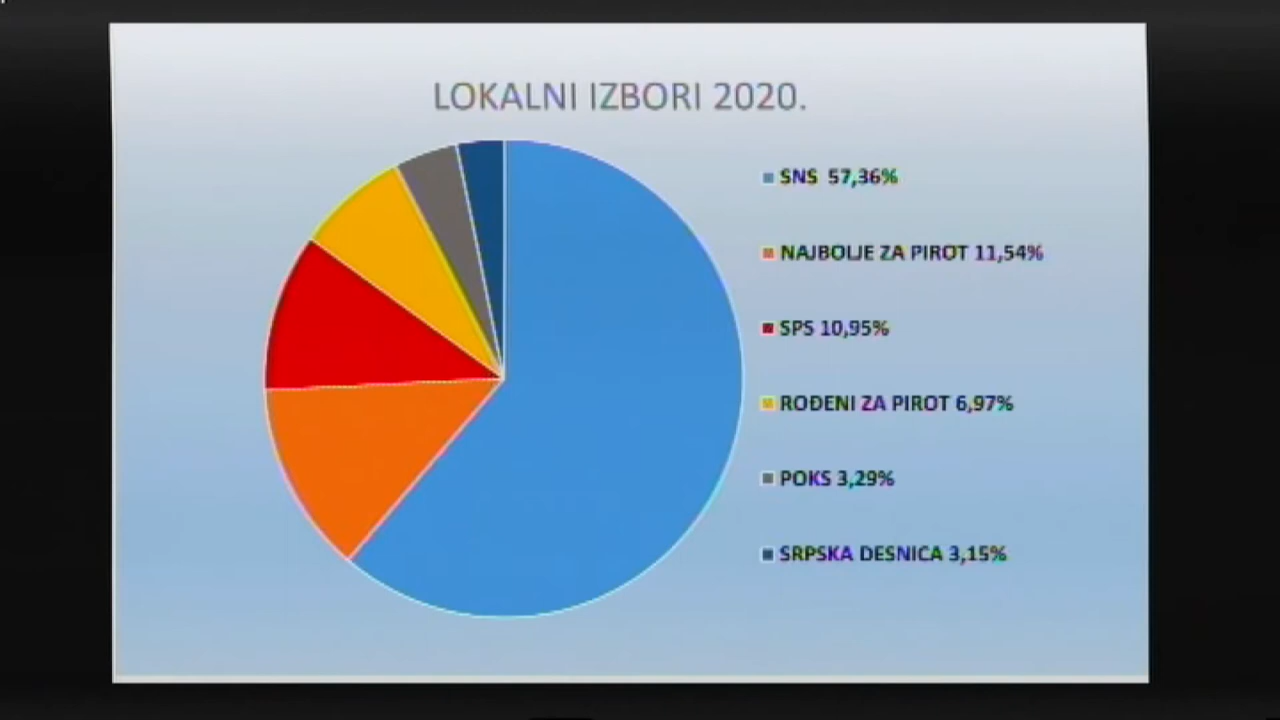 LOKALNI IZBORI 2020.
SNS 57,36%
NAJBOLJE ZA PIROT 11,54%
SPS 10,95%
ROĐENI ZA PIROT 6,97%
POKS 3,29%
SRPSKA DESNICA 3,15%